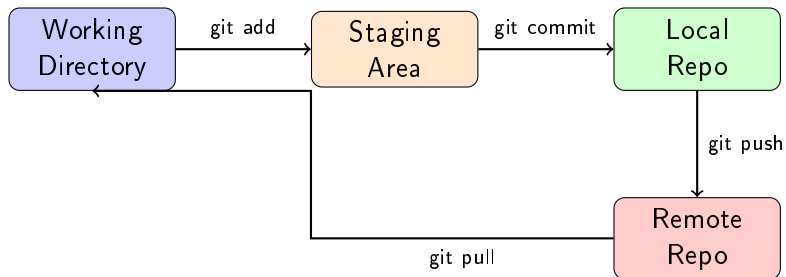 Working
Directory
git add
Staging
Area
git commit
Local
Repo
git push
Remote
Repo
git pull